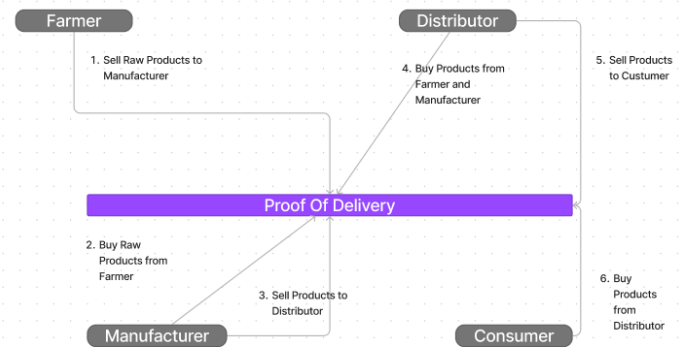 Farmer
Distributor
1. Sell Raw Products to
Manufacturer
4. Buy Products from
Farmer and
Manufacturer
5. Sell Products
to Custumer
Proof Of Delivery
2. Buy Raw
Products from
Farmer
3. Sell Products to
Distributor
6. Buy
Products
from
Distributor
Manufacturer
Consumer